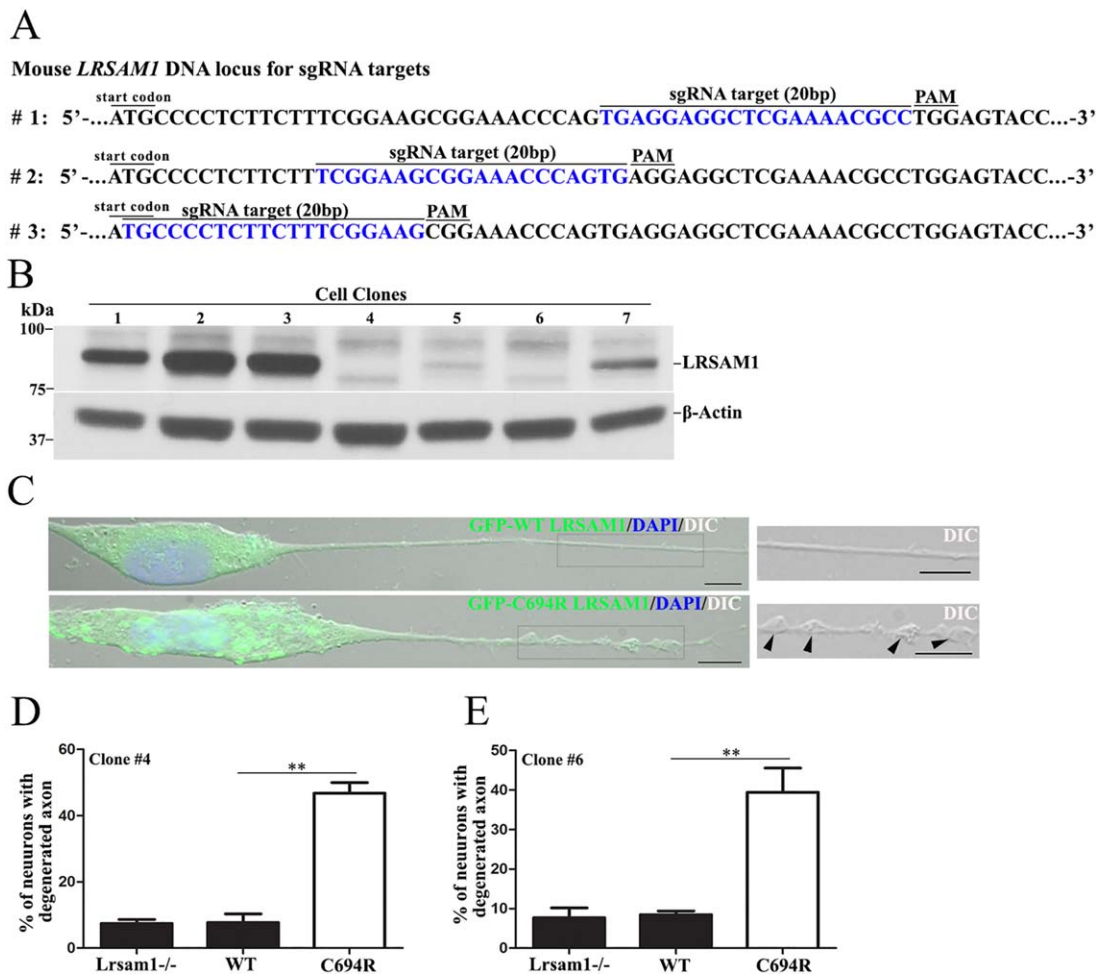 A
Mouse LRSAM1 DNA locus for sgRNA targets
start codon sgRNA target (20bp) PAM
# 1: 5’-...ATGCCCCTCTTCTTTCGGAAGCGGAAACCCAGTGAGGAGGCTCGAAAACGCCTGGAGTACC...-3’
start codon sgRNA target (20bp) PAM
# 2: 5’-...ATGCCCCTCTTCTTTCGGAAGCGGAAACCCAGTGAGGAGGCTCGAAAACGCCTGGAGTACC...-3’
start codon sgRNA target (20bp) PAM
# 3: 5’-...ATGCCCCTCTTCTTTCGGAAGCGGAAACCCAGTGAGGAGGCTCGAAAACGCCTGGAGTACC...-3’
B
Cell Clones
kDa 1 2 3 4 5 6 7
100
LRSAM1
75
β-Actin
37
C
GFP-WT LRSAM1/DAPI/DIC DIC
GFP-C694R LRSAM1/DAPI/DIC DIC
D
% of neuurons with
degenerated axon
60
40
20
0
Clone #4
**
Lrsam1-/- WT C694R
E
% of neuurons with
degenerated axon
50
40
30
20
10
0
Clone #6
**
Lrsam1-/- WT C694R